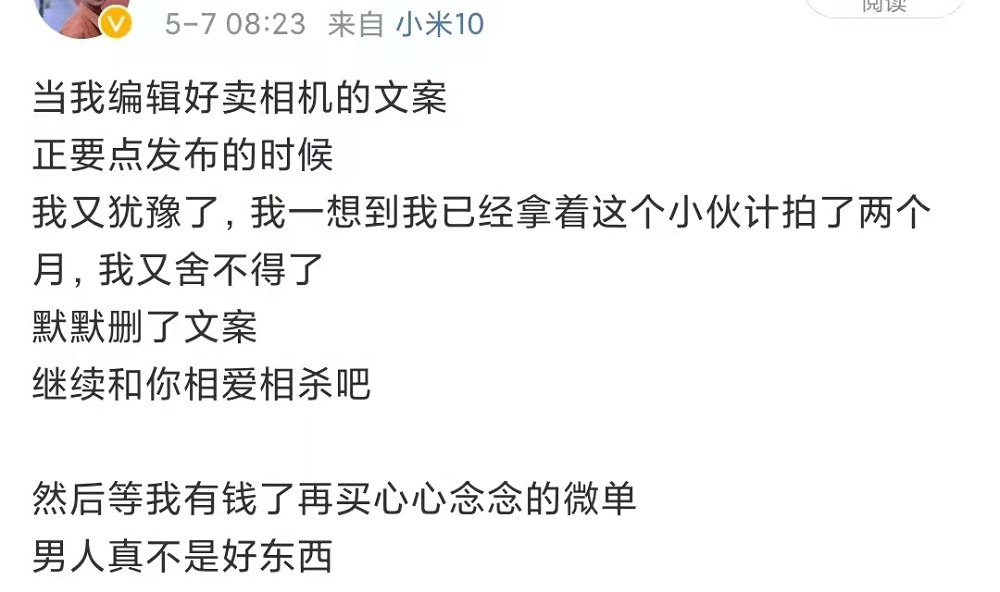 阅读
5-7 08:23 来自 小米10
当我编辑好卖相机的文案
正要点发布的时候
我又犹豫了, 我一想到我已经拿着这个小伙计拍了两个
月, 我又舍不得了
默默删了文案
继续和你相爱相杀吧
然后等我有钱了再买心心念念的微单
男人真不是好东西